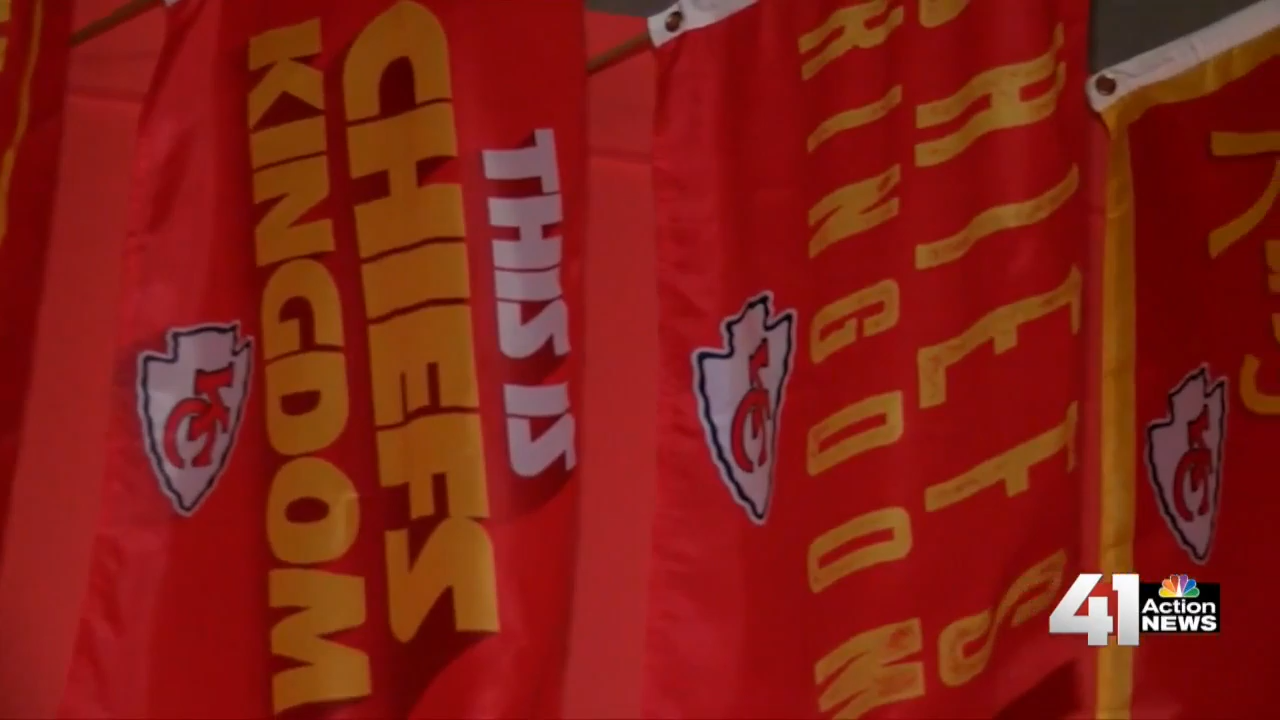 THIS IS
CHIEFS
KINGDOM
KC
CHIEFS
KINGDOM
KC
KC
41 Action
NEWS